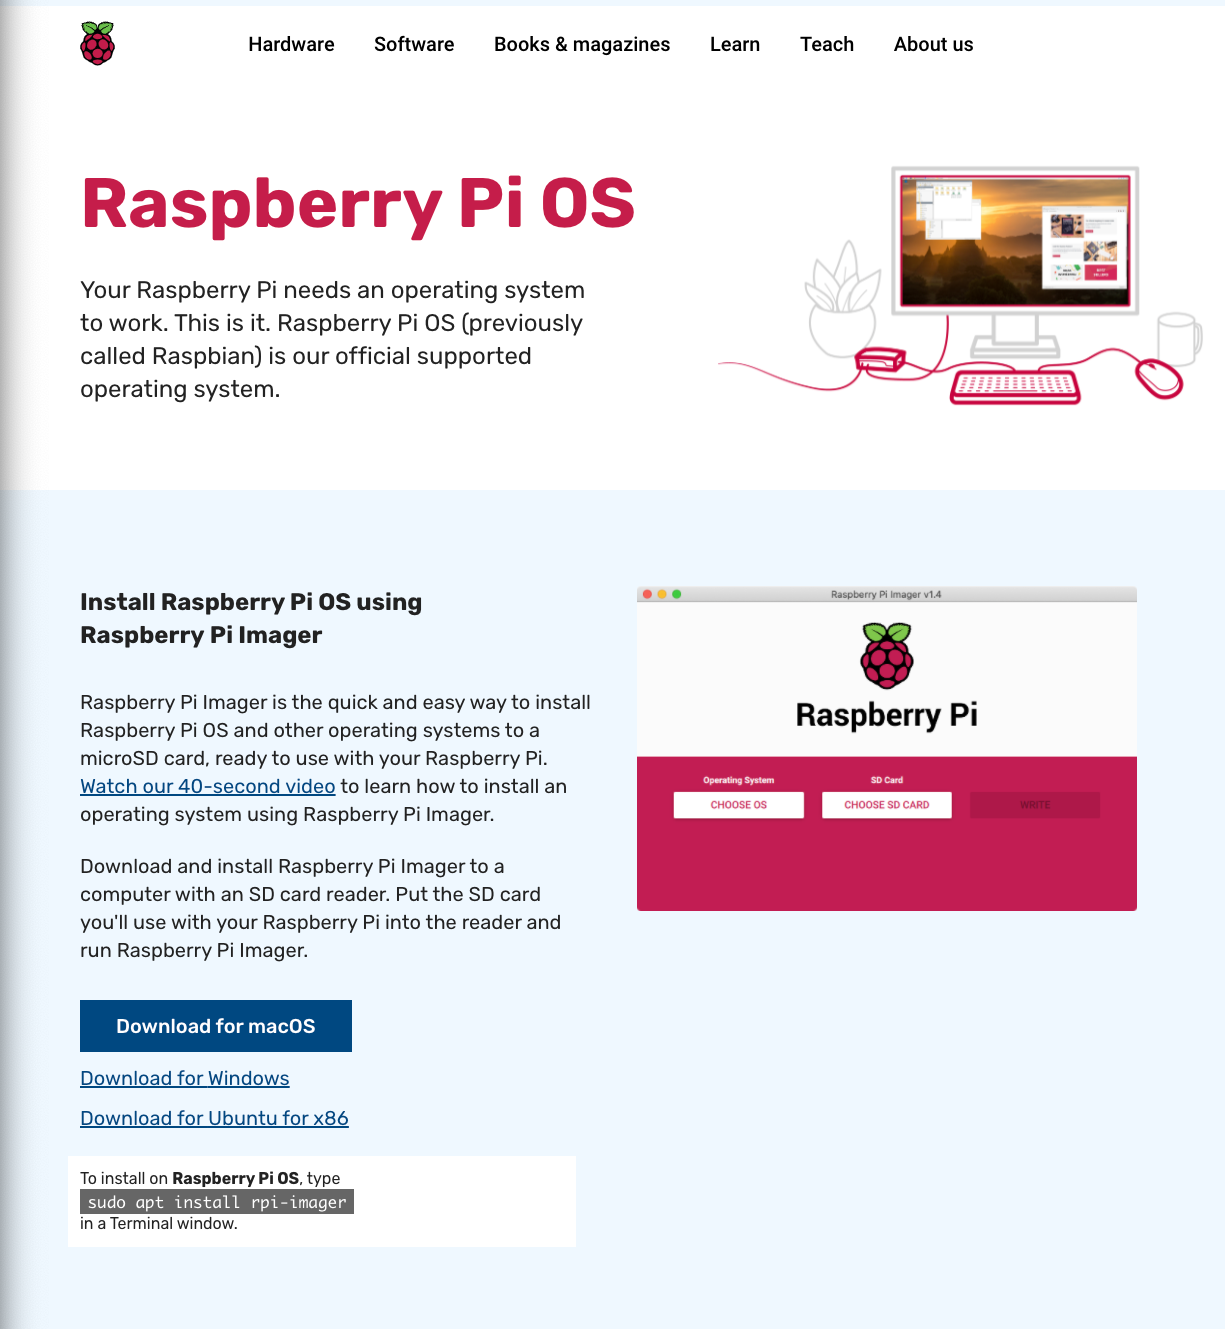 Hardware Software Books & magazines Learn Teach About us
Raspberry Pi OS
Your Raspberry Pi needs an operating system
to work. This is it. Raspberry Pi OS (previously
called Raspbian) is our official supported
operating system.
Install Raspberry Pi OS using
Raspberry Pi Imager
Raspberry Pi Imager is the quick and easy way to install
Raspberry Pi OS and other operating systems to a
microSD card, ready to use with your Raspberry Pi.
Watch our 40-second video to learn how to install an
operating system using Raspberry Pi Imager.
Download and install Raspberry Pi Imager to a
computer with an SD card reader. Put the SD card
you'll use with your Raspberry Pi into the reader and
run Raspberry Pi Imager.
Download for macOS
Download for Windows
Download for Ubuntu for x86
To install on Raspberry Pi OS, type
sudo apt install rpi-imager
in a Terminal window.
Raspberry Pi Imager v1.4
Raspberry Pi
Operating System SD Card
CHOOSE OS CHOOSE SD CARD WRITE